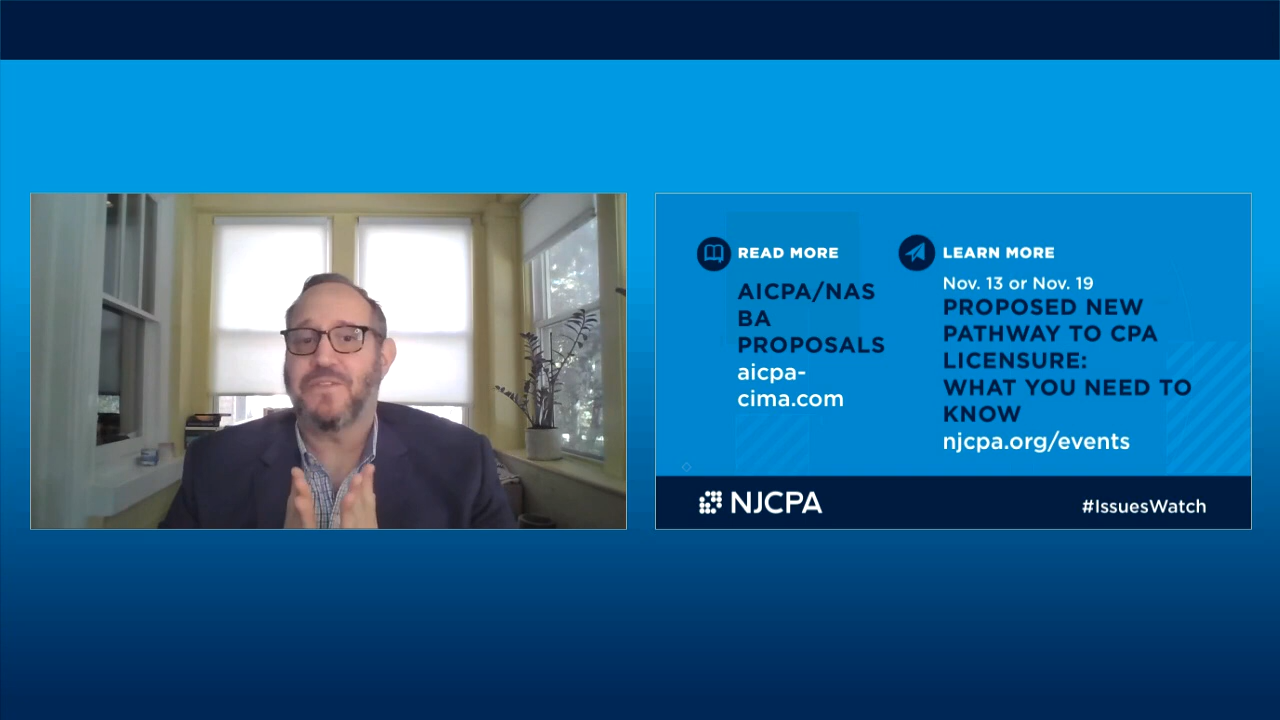 READ MORE
AICPA/NAS
BA
PROPOSALS
aicpa-
cima.com
LEARN MORE
Nov. 13 or Nov. 19
PROPOSED NEW
PATHWAY TO CPA
LICENSURE:
WHAT YOU NEED TO
KNOW
njcpa.org/events
NJCPA
#IssuesWatch